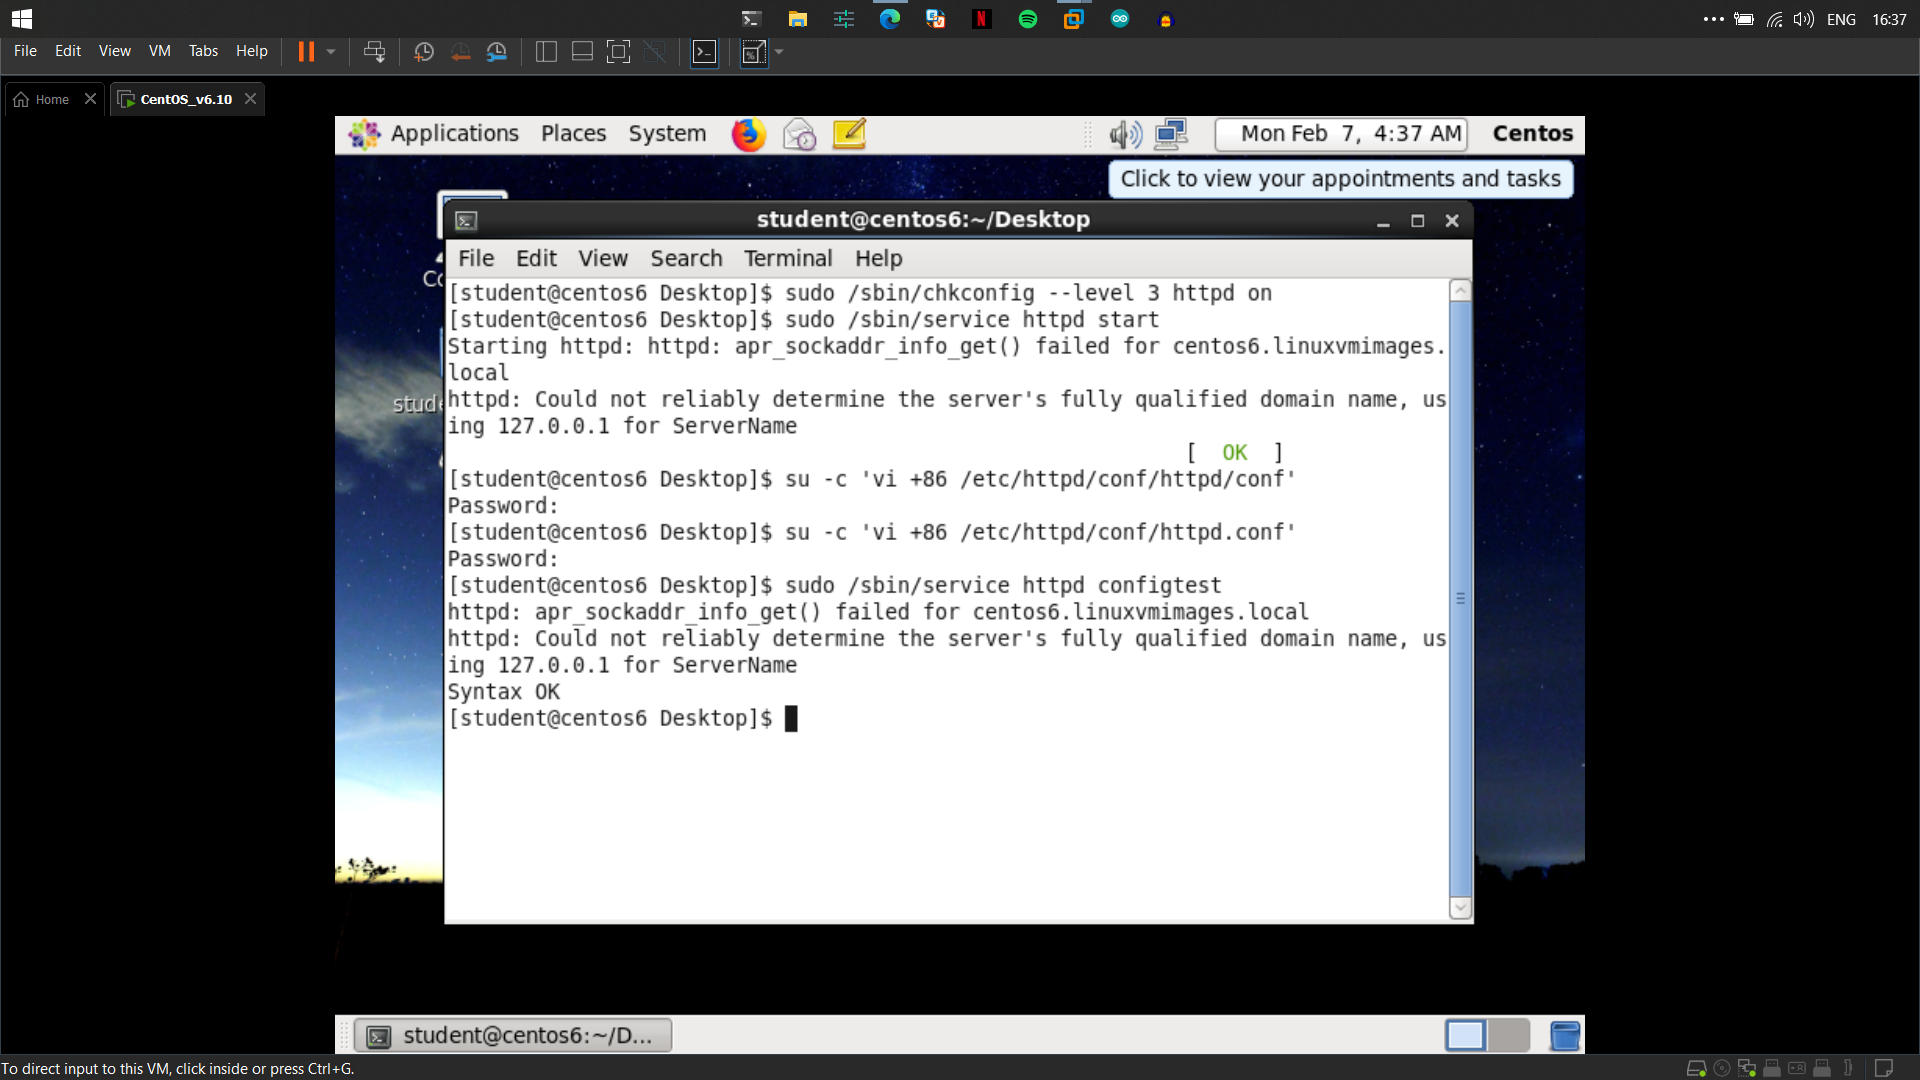 ENG 16:37
File Edit View VM Tabs Help
Home CentOS_v6.10
Applications Places System Mon Feb 7, 4:37 AM Centos
Click to view your appointments and tasks
student@centos6:~/Desktop
File Edit View Search Terminal Help
[student@centos6 Desktop]$ sudo /sbin/chkconfig --level 3 httpd on
[student@centos6 Desktop]$ sudo /sbin/service httpd start
Starting httpd: httpd: apr_sockaddr_info_get() failed for centos6.linuxvmimages.
local
httpd: Could not reliably determine the server's fully qualified domain name, us
ing 127.0.0.1 for ServerName
[ OK ]
[student@centos6 Desktop]$ su -c 'vi +86 /etc/httpd/conf/httpd/conf'
Password:
[student@centos6 Desktop]$ su -c 'vi +86 /etc/httpd/conf/httpd.conf'
Password:
[student@centos6 Desktop]$ sudo /sbin/service httpd configtest
httpd: apr_sockaddr_info_get() failed for centos6.linuxvmimages.local
httpd: Could not reliably determine the server's fully qualified domain name, us
ing 127.0.0.1 for ServerName
Syntax OK
[student@centos6 Desktop]$
student@centos6:~/D...
To direct input to this VM, click inside or press Ctrl+G.